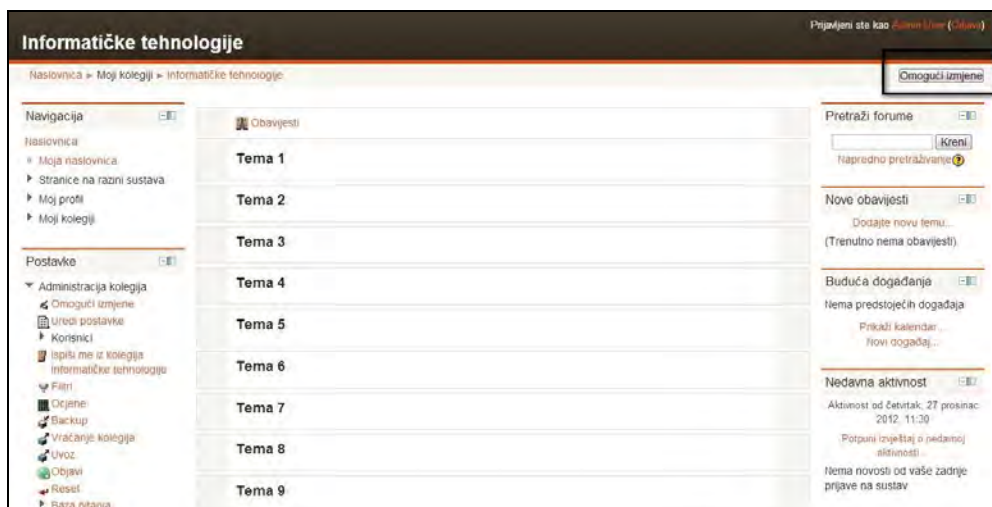 Prijavljeni ste kao Admin User (Odjava)
Informatičke tehnologije
Naslovnica ► Moji kolegiji ► Informatičke tehnologije
Omogući izmjene
Navigacija
Naslovnica
Moja naslovnica
Stranice na razini sustava
Moj profil
Moji kolegiji
Postavke
Administracija kolegija
Omogući izmjene
Uredi postavke
Korisnici
Ispiši me iz kolegija
Informatičke tehnologije
Filtri
Ocjene
Backup
Vraćanje kolegija
Uvoz
Objavi
Reset
Baza pitanja
Obavijesti
Tema 1
Tema 2
Tema 3
Tema 4
Tema 5
Tema 6
Tema 7
Tema 8
Tema 9
Pretraži forume
Kreni
Napredno pretraživanje
Nove obavijesti
Dodajte novu temu...
(Trenutno nema obavijesti)
Buduća događanja
Nema predstojećih događaja
Prikaži kalendar...
Novi događaj...
Nedavna aktivnost
Aktivnost od četvrtak, 27 prosinac
2012, 11:30
Potpuni izvještaj o nedavnoj
aktivnosti...
Nema novosti od vaše zadnje
prijave na sustav